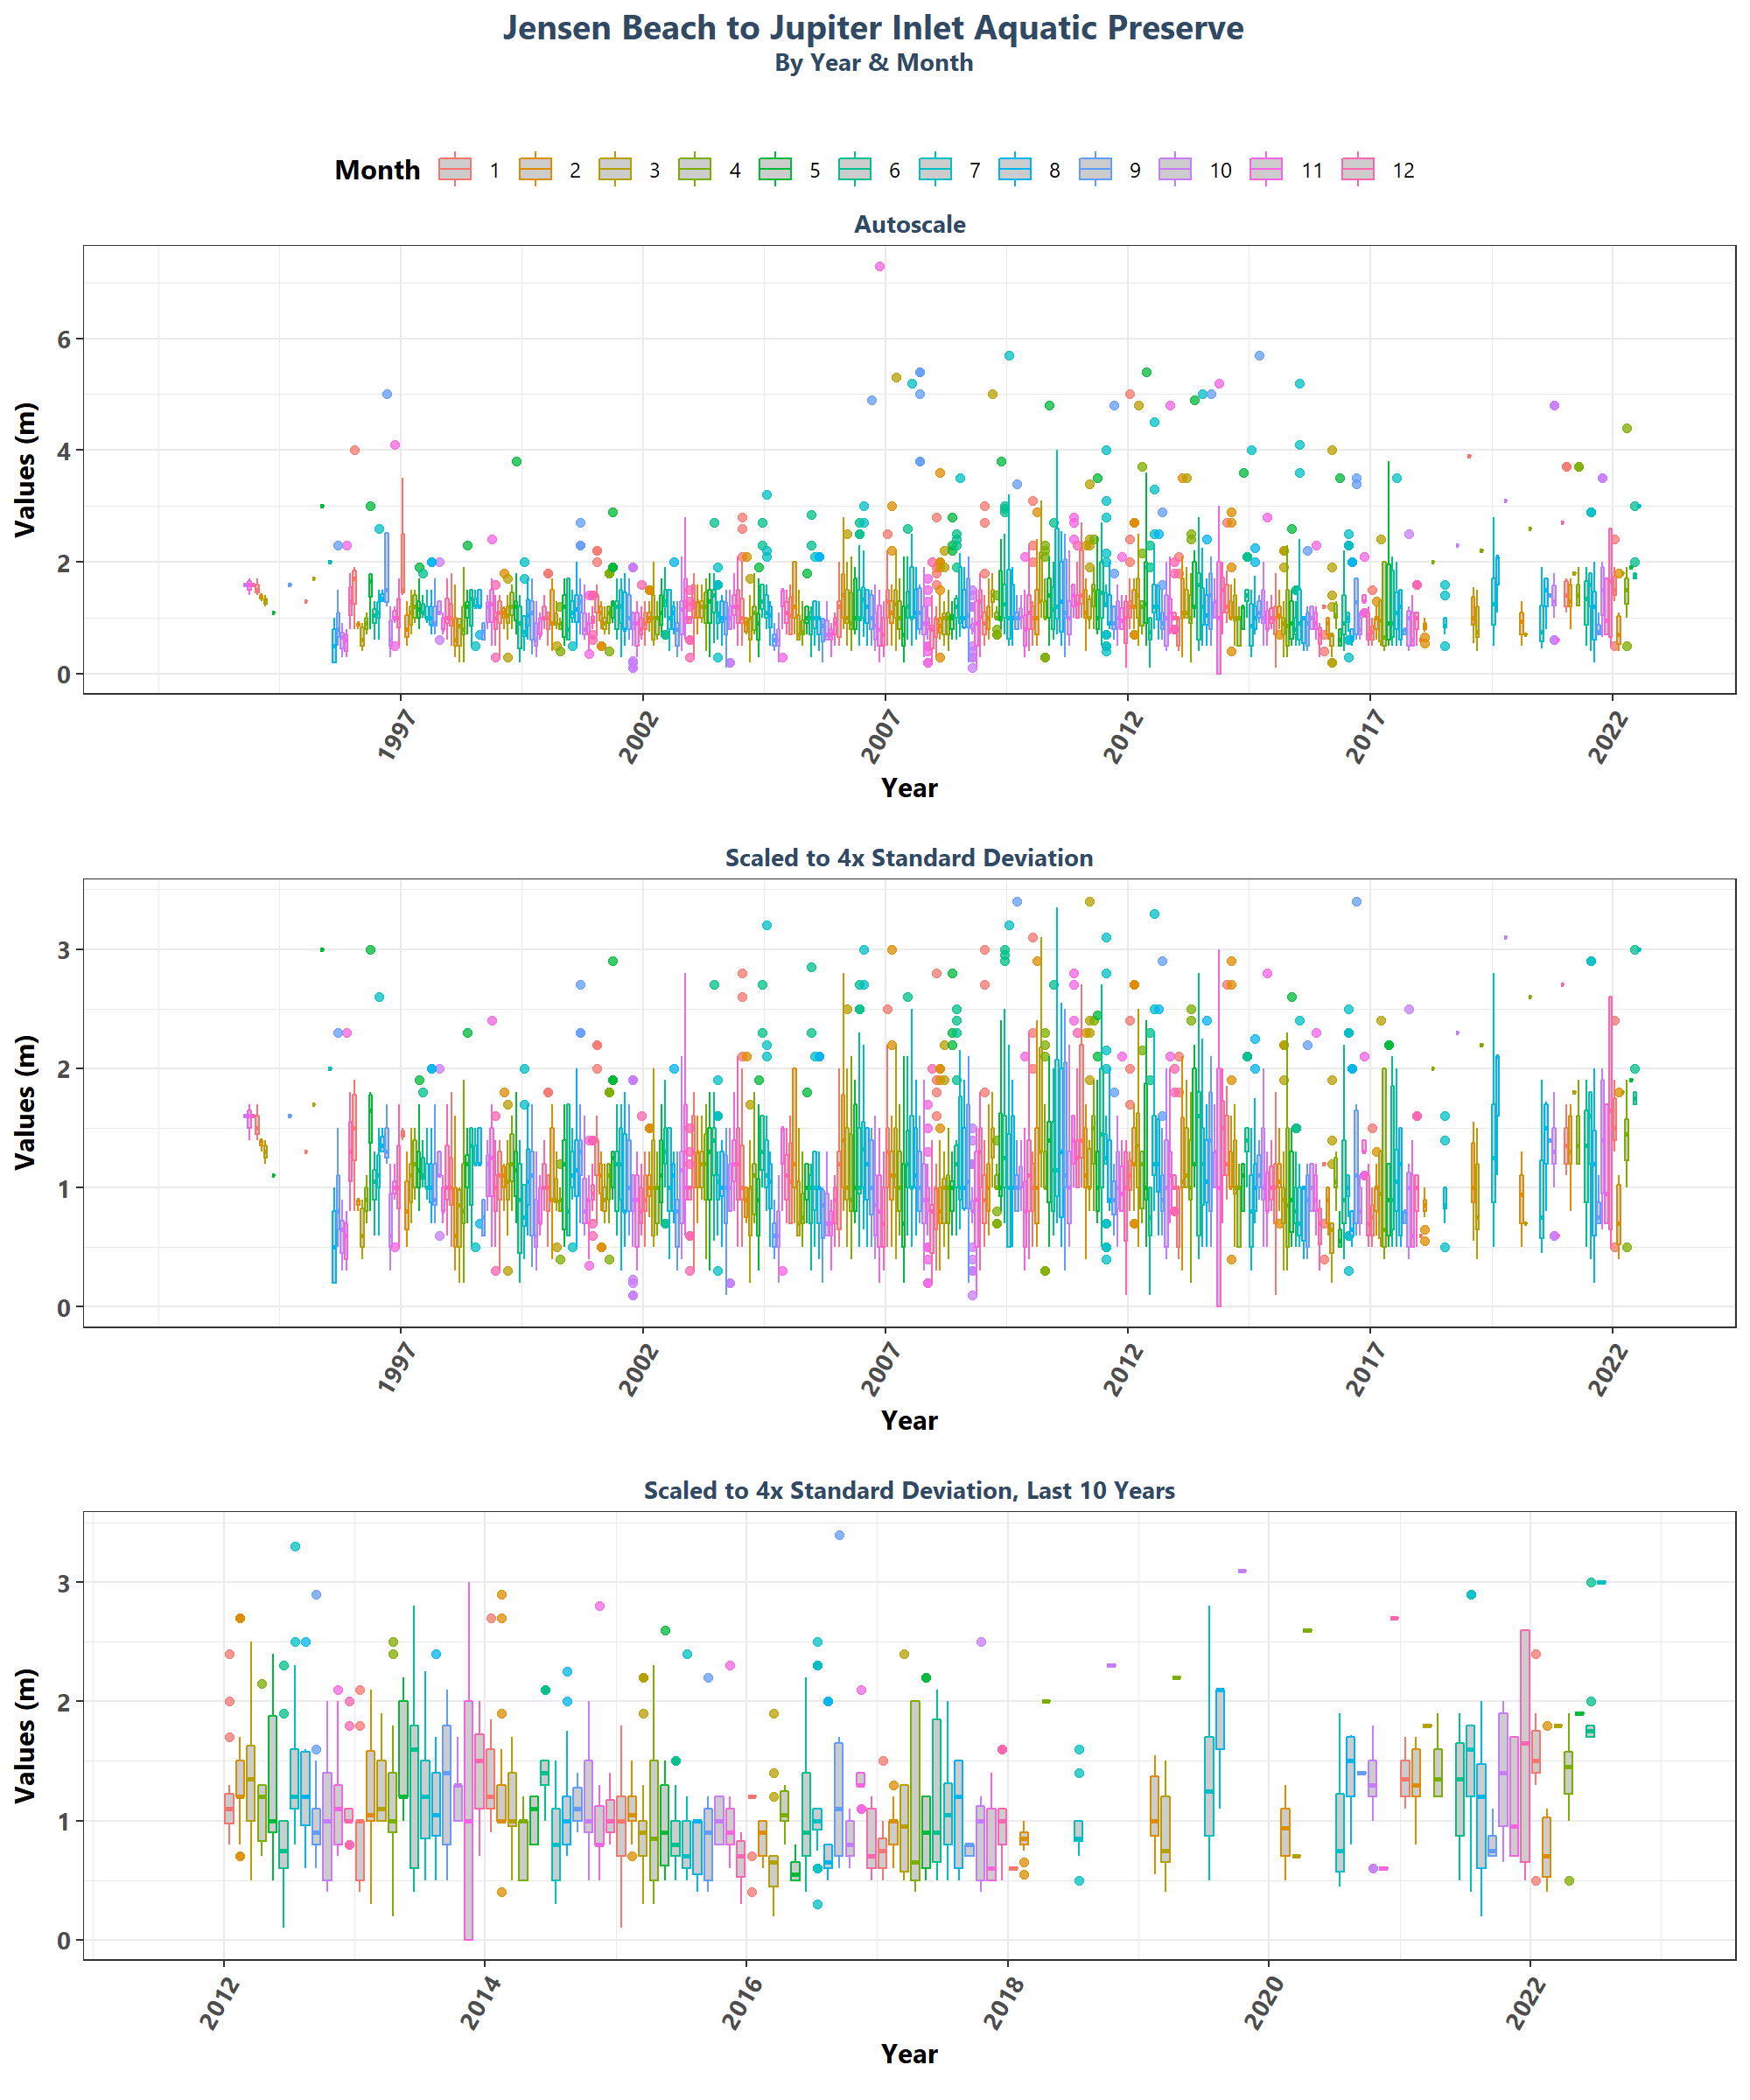 Jensen Beach to Jupiter Inlet Aquatic Preserve
By Year & Month
Month 1 2 3 4 5 6 7 8 9 10 11 12
Autoscale
Values (m)
6
4
2
0
1997 2002 2007 2012 2017 2022
Year
Scaled to 4x Standard Deviation
Values (m)
3
2
1
0
1997 2002 2007 2012 2017 2022
Year
Scaled to 4x Standard Deviation, Last 10 Years
Values (m)
3
2
1
0
2012 2014 2016 2018 2020 2022
Year